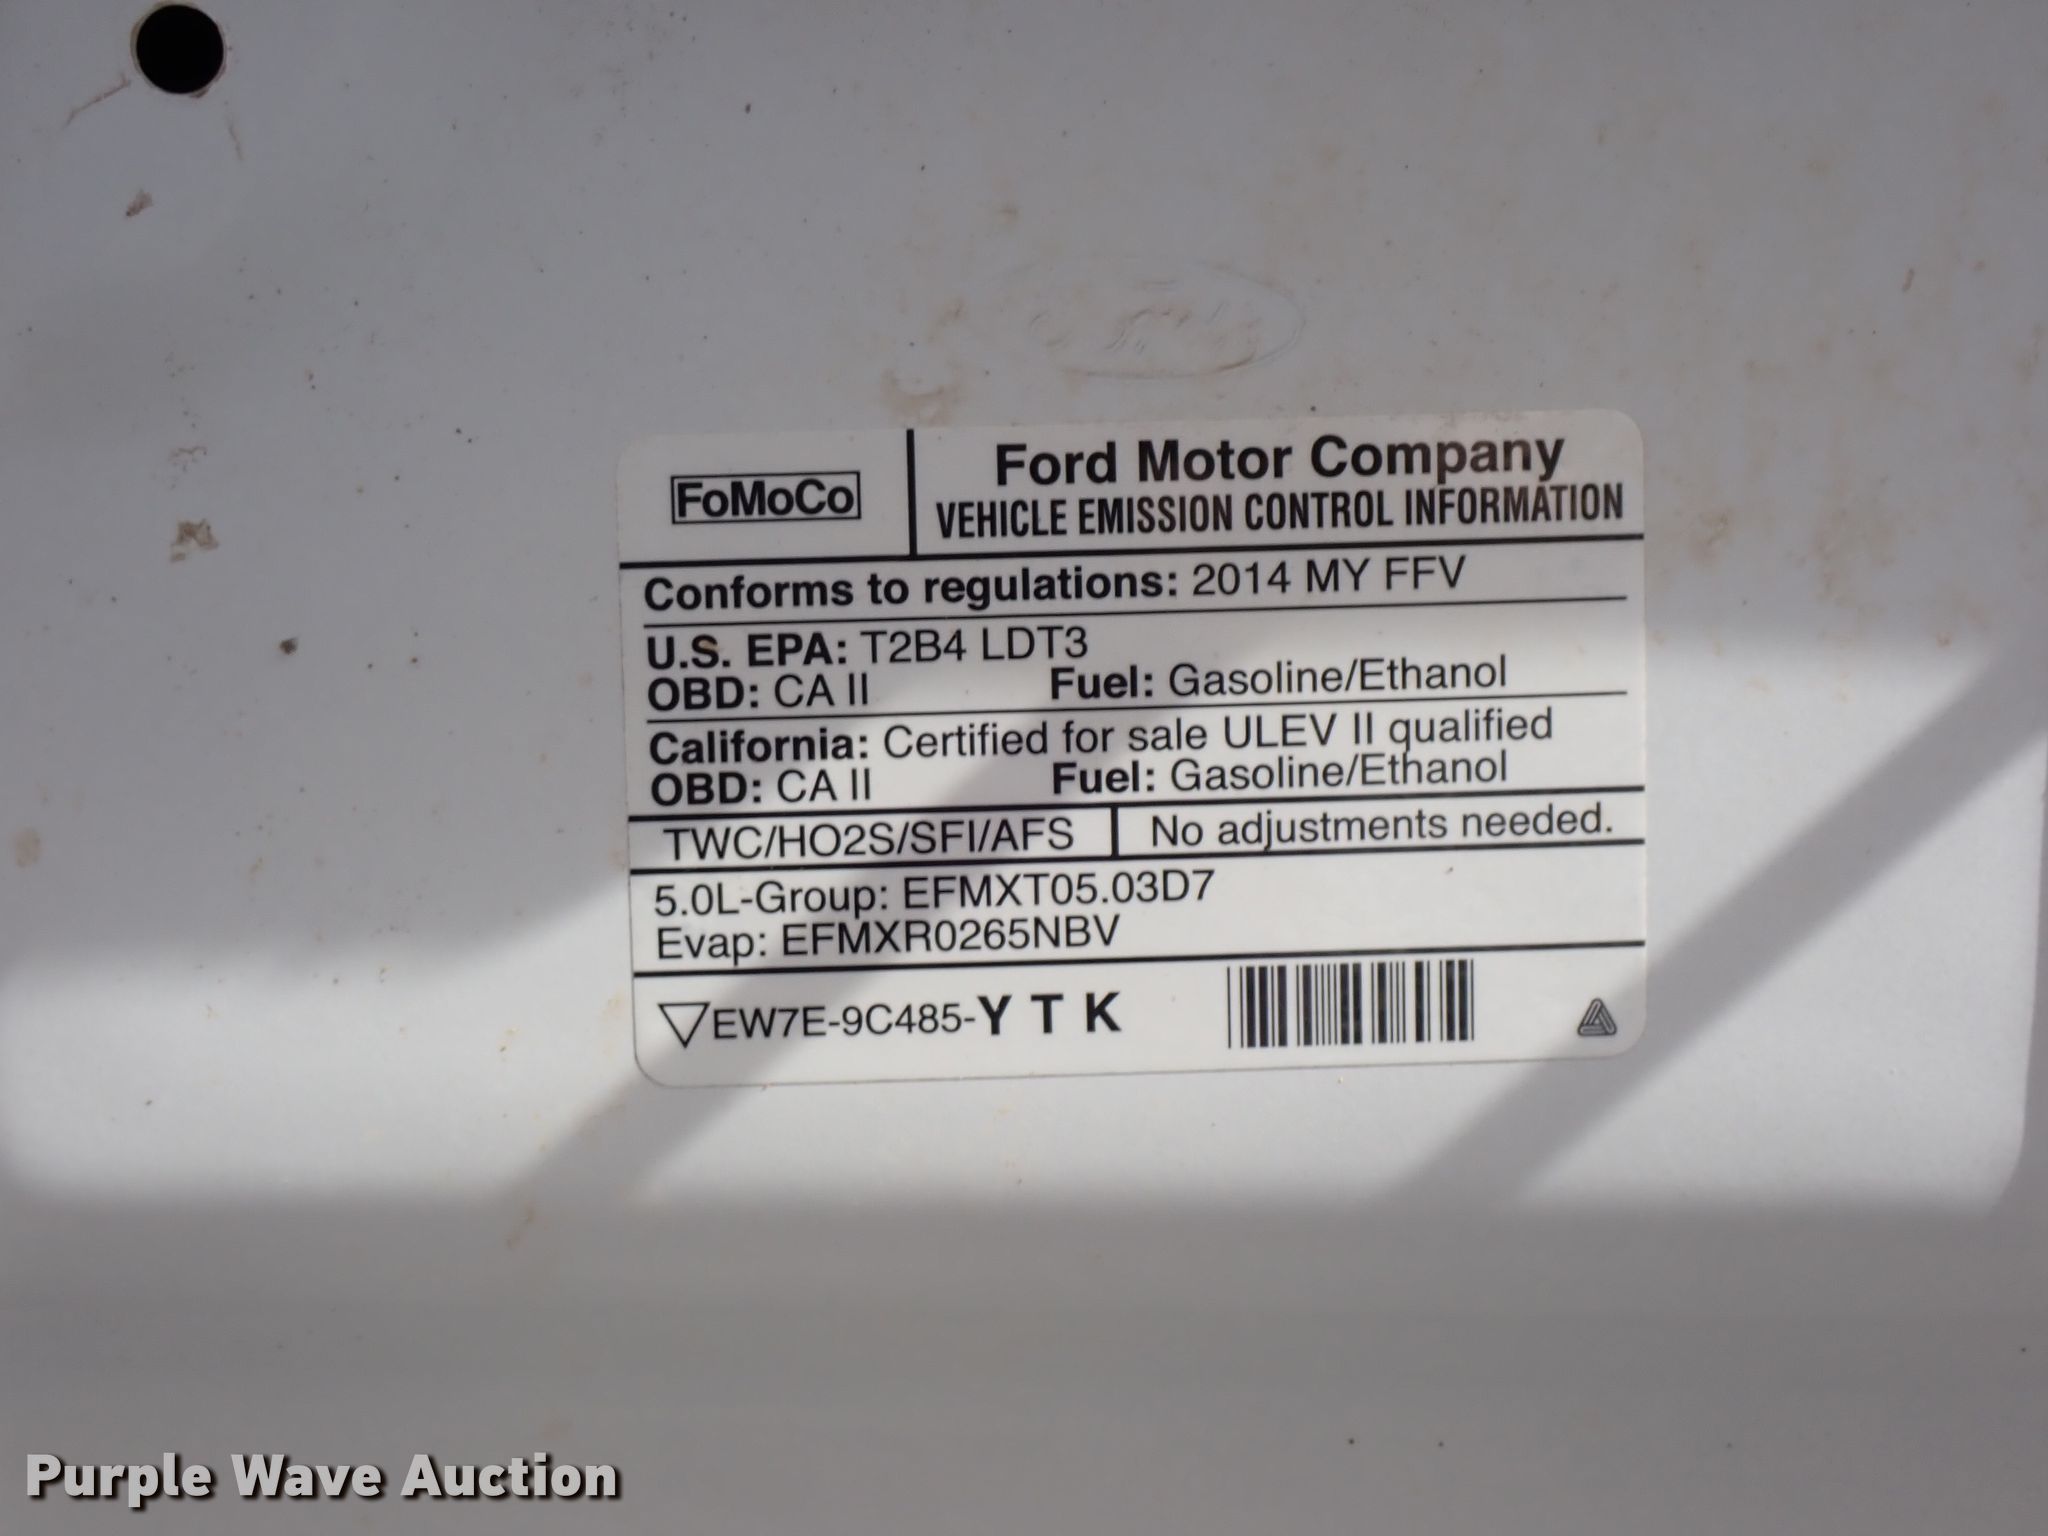 FoMoCo
Ford Motor Company
VEHICLE EMISSION CONTROL INFORMATION
Conforms to regulations: 2014 MY FFV
U.S. EPA: T2B4 LDT3
OBD: CA II Fuel: Gasoline/Ethanol
California: Certified for sale ULEV II qualified
OBD: CA II Fuel: Gasoline/Ethanol
TWC/HO2S/SFI/AFS No adjustments needed.
5.0L-Group: EFMXT05.03D7
Evap: EFMXR0265NBV
EW7E-9C485-Y T K
Purple Wave Auction